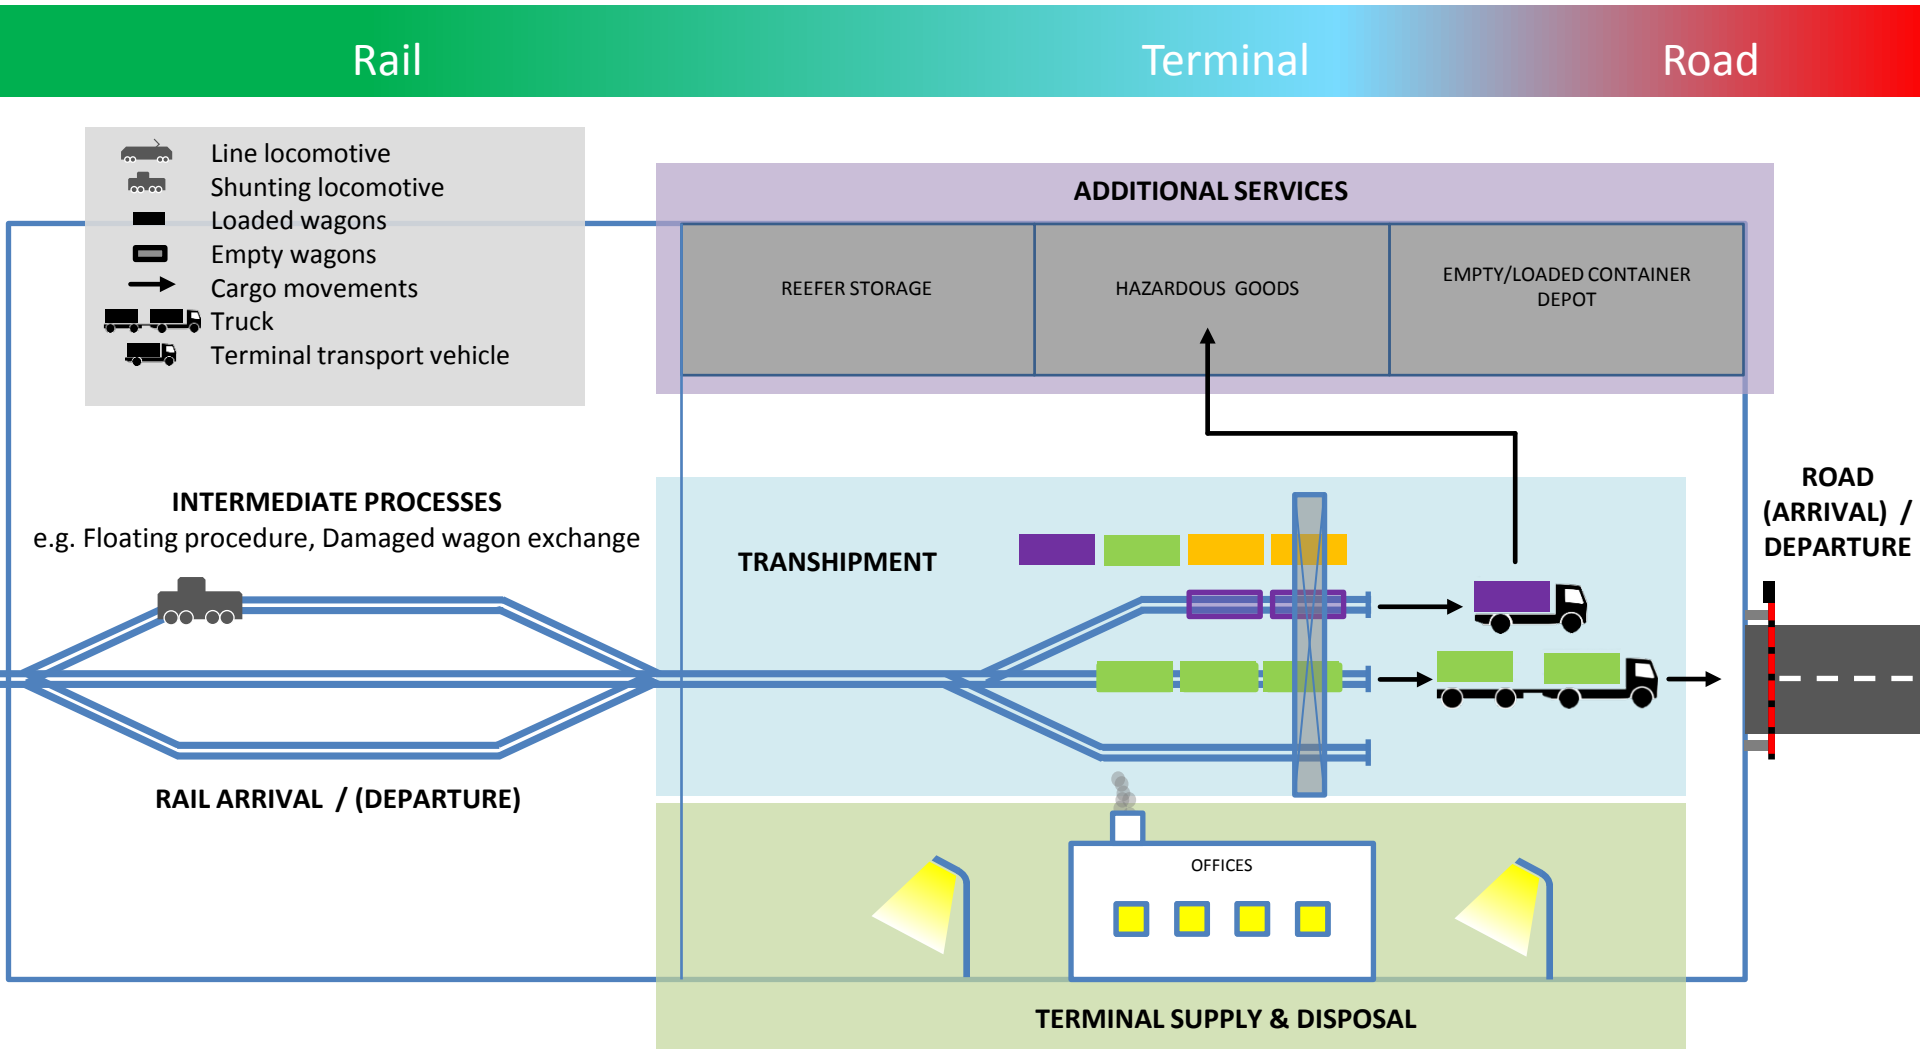 Rail
Terminal
Road
Line locomotive
Shunting locomotive
Loaded wagons
Empty wagons
Cargo movements
Truck
Terminal transport vehicle
ADDITIONAL SERVICES
REEFER STORAGE
HAZARDOUS GOODS
EMPTY/LOADED CONTAINER
DEPOT
INTERMEDIATE PROCESSES
e.g. Floating procedure, Damaged wagon exchange
TRANSHIPMENT
ROAD
(ARRIVAL) /
DEPARTURE
RAIL ARRIVAL / (DEPARTURE)
OFFICES
TERMINAL SUPPLY & DISPOSAL